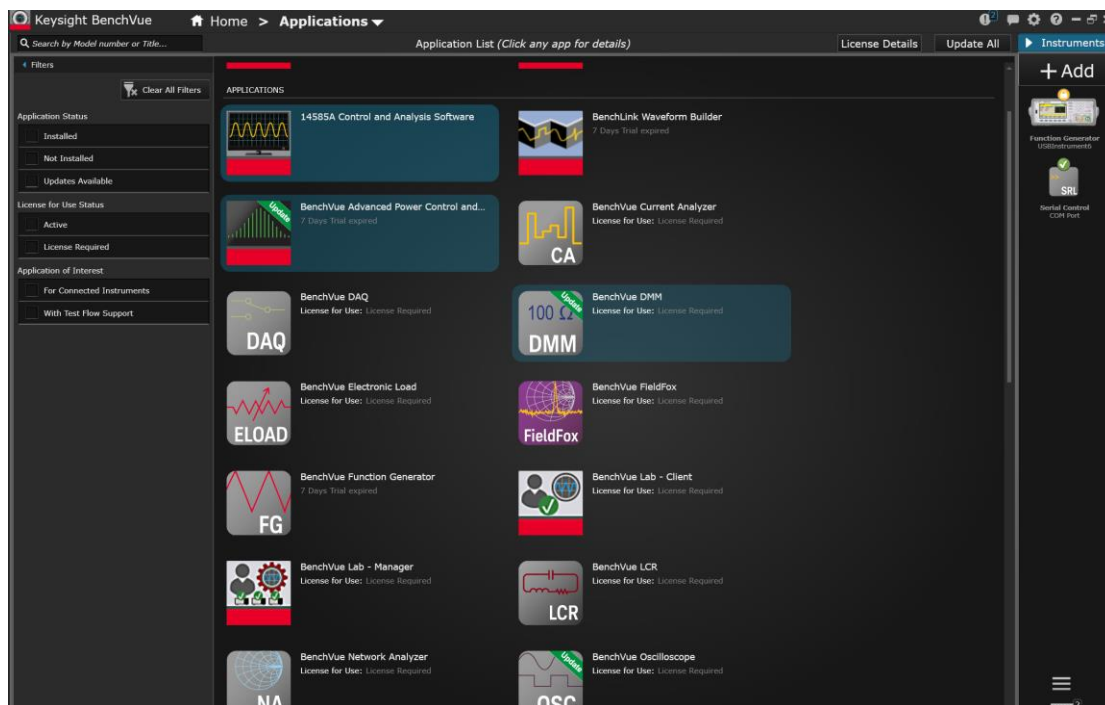 Keysight BenchVue
Home > Applications
2
Search by Model number or Title...
Application List (Click any app for details)
License Details
Update All
Instruments
Filters
Clear All Filters
Application Status
Installed
Not Installed
Updates Available
License for Use Status
Active
License Required
Application of Interest
For Connected Instruments
With Test Flow Support
APPLICATIONS
14585A Control and Analysis Software
BenchLink Waveform Builder
7 Days Trial expired
Update
BenchVue Advanced Power Control and...
7 Days Trial expired
CA
BenchVue Current Analyzer
License for Use: License Required
DAQ
BenchVue DAQ
License for Use: License Required
100 Ω
Update
DMM
BenchVue DMM
License for Use: License Required
ELOAD
BenchVue Electronic Load
License for Use: License Required
FieldFox
BenchVue FieldFox
License for Use: License Required
FG
BenchVue Function Generator
7 Days Trial expired
BenchVue Lab - Client
License for Use: License Required
BenchVue Lab - Manager
License for Use: License Required
LCR
BenchVue LCR
License for Use: License Required
NA
BenchVue Network Analyzer
License for Use: License Required
Update
OSC
BenchVue Oscilloscope
License for Use: License Required
+ Add
Function Generator
USBInstrument6
SRL
Serial Control
COM Port